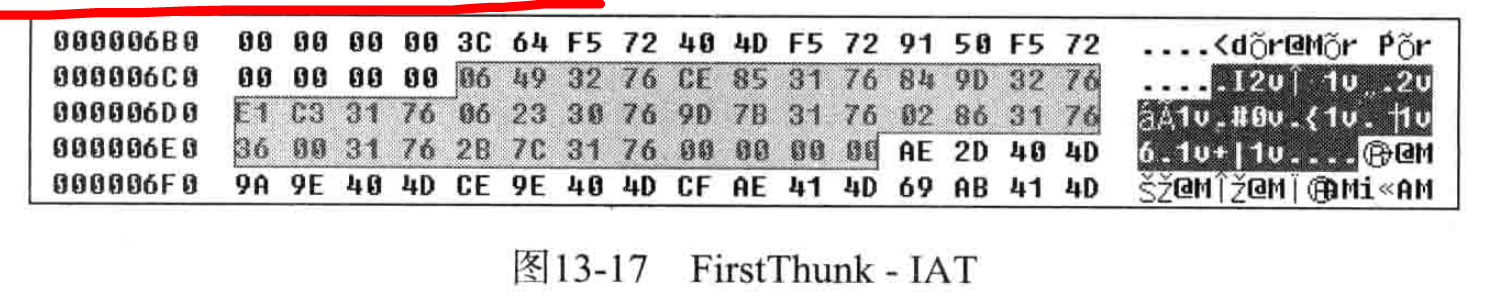 000006B0 00 00 00 00 3C 64 F5 72 40 4D F5 72 91 50 F5 72 ....<dõr@Mõr Põr
000006C0 00 00 00 00 06 49 32 76 CE 85 31 76 84 9D 32 76 .....I2vÎ 1v„.2v
000006D0 E1 C3 31 76 06 23 30 76 9D 7B 31 76 02 86 31 76 áÃ1v.#0v.{1v.†1v
000006E0 36 00 31 76 2B 7C 31 76 00 00 00 00 AE 2D 40 4D 6.1v+|1v....®-@M
000006F0 9A 9E 40 4D CE 9E 40 4D CF AE 41 4D 69 AB 41 4D šž@MÎž@MÏ®AMi«AM
图13-17 FirstThunk - IAT